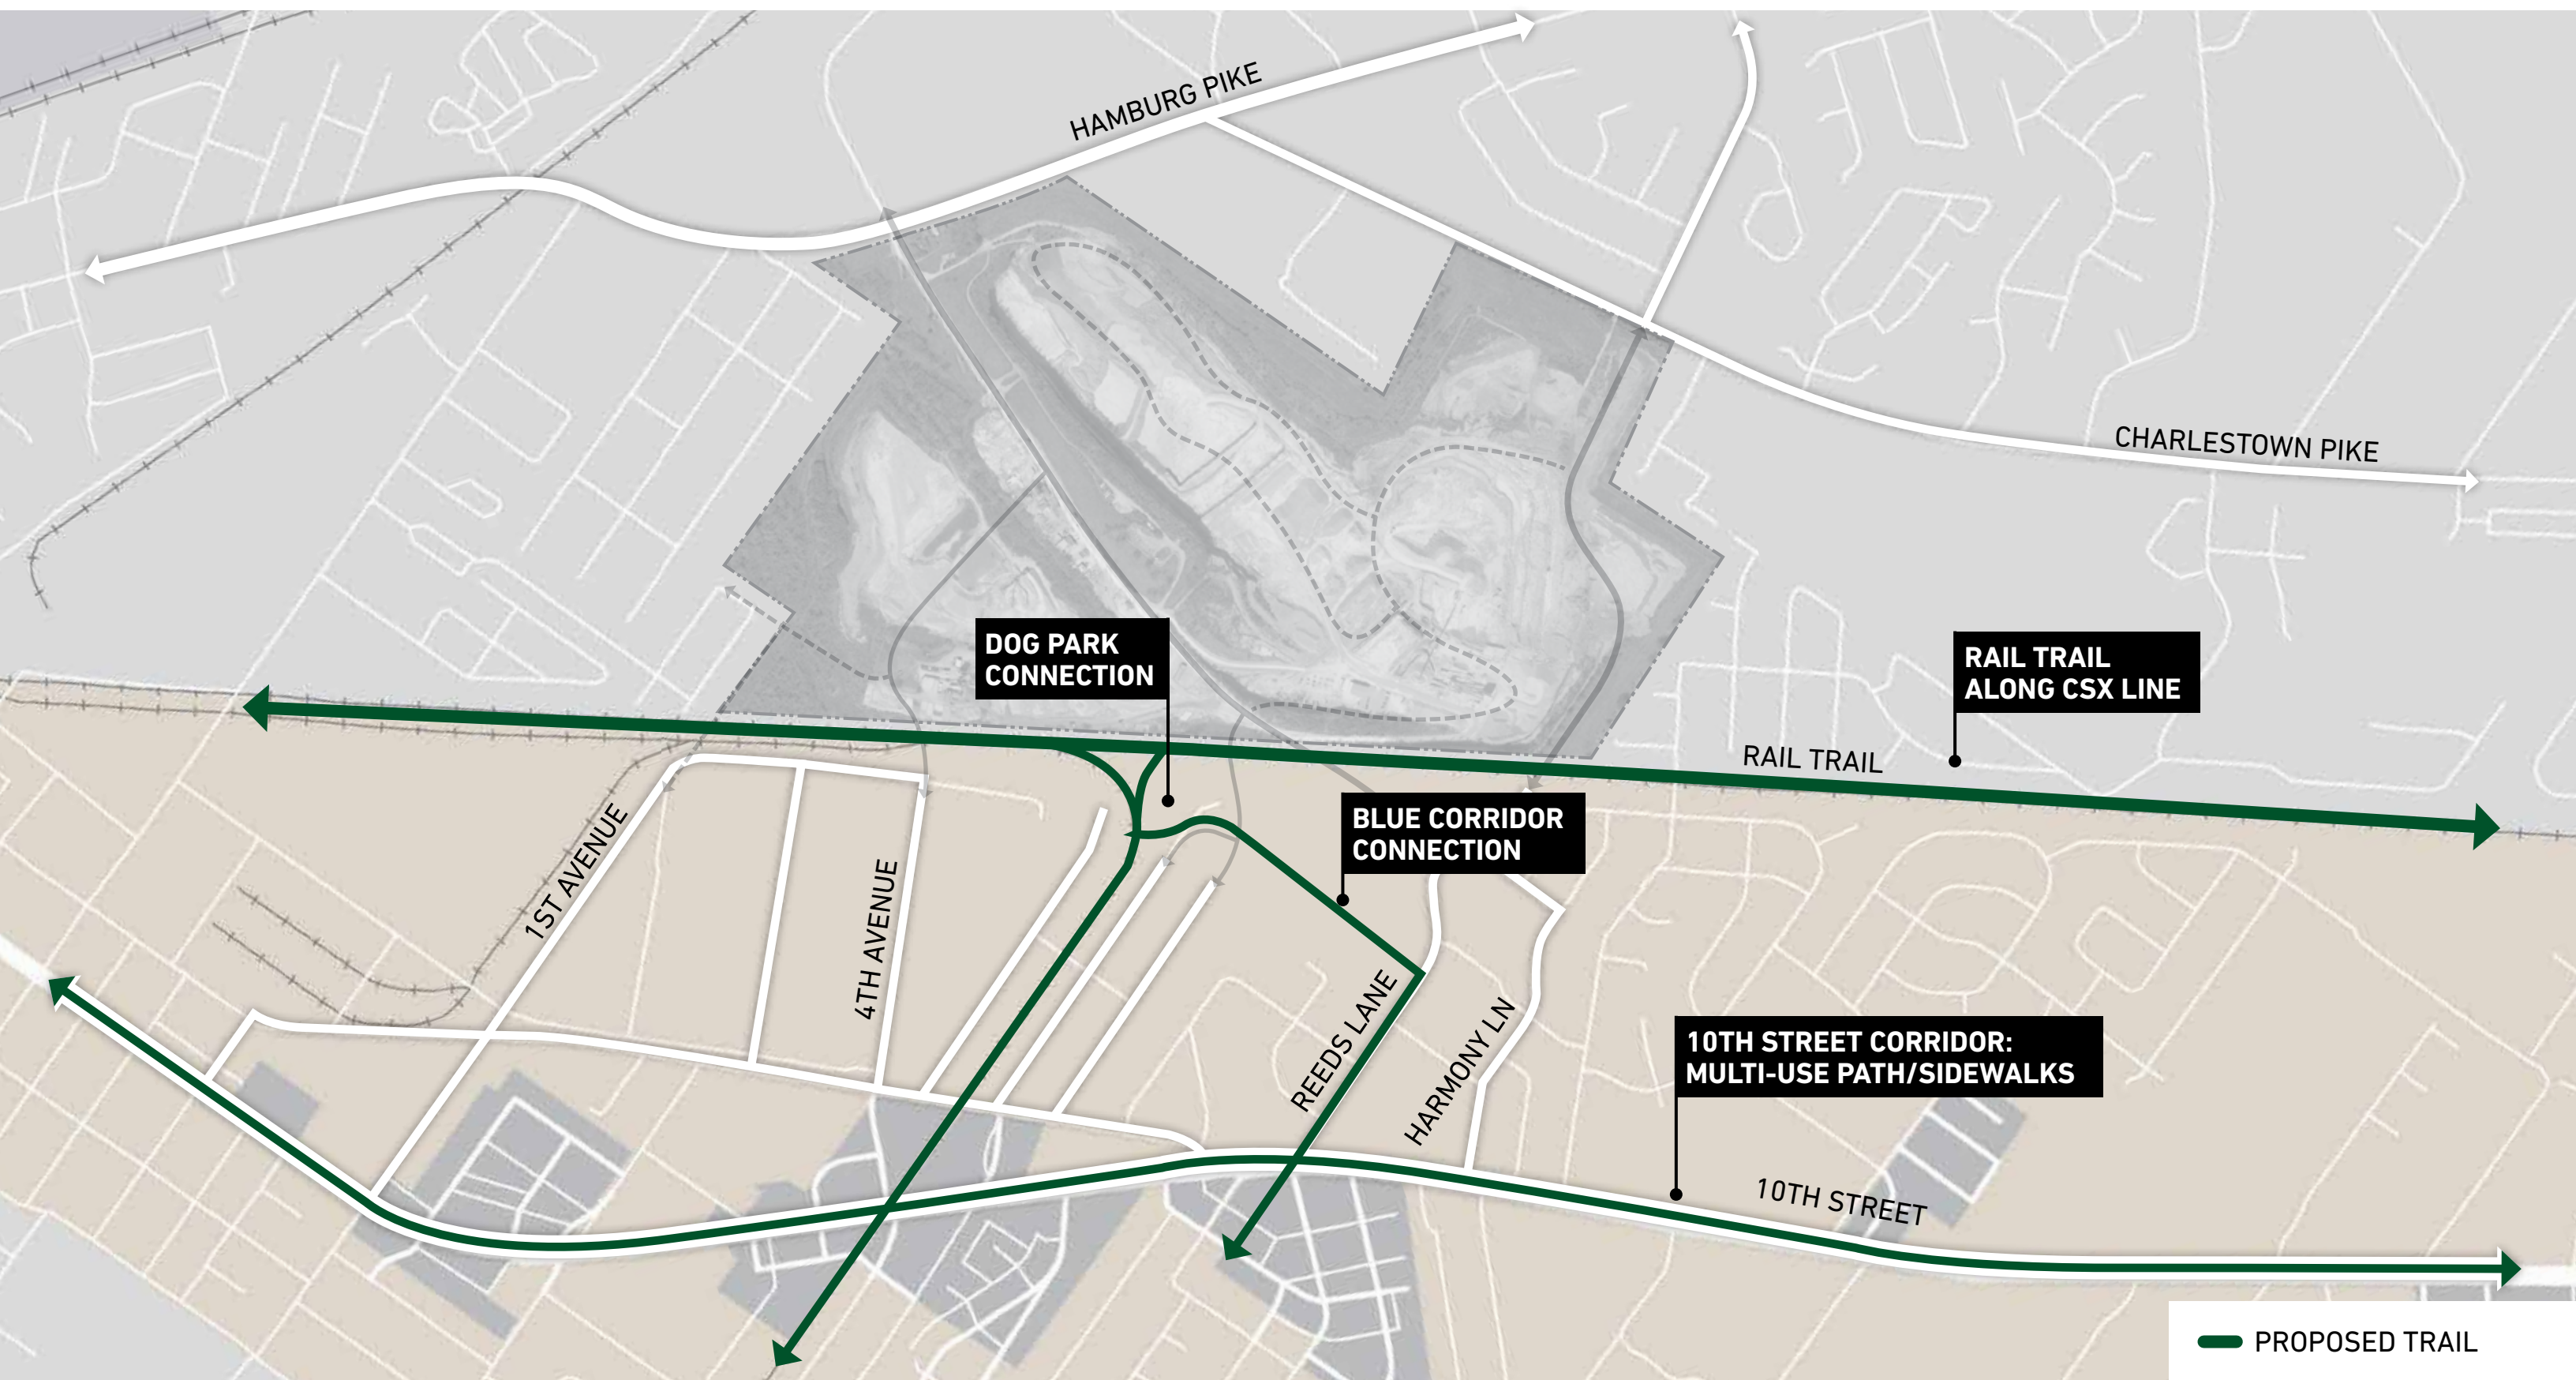 HAMBURG PIKE
CHARLESTOWN PIKE
DOG PARK
CONNECTION
RAIL TRAIL
ALONG CSX LINE
RAIL TRAIL
BLUE CORRIDOR
CONNECTION
1ST AVENUE
4TH AVENUE
REEDS LANE
HARMONY LN
10TH STREET CORRIDOR:
MULTI-USE PATH/SIDEWALKS
10TH STREET
PROPOSED TRAIL